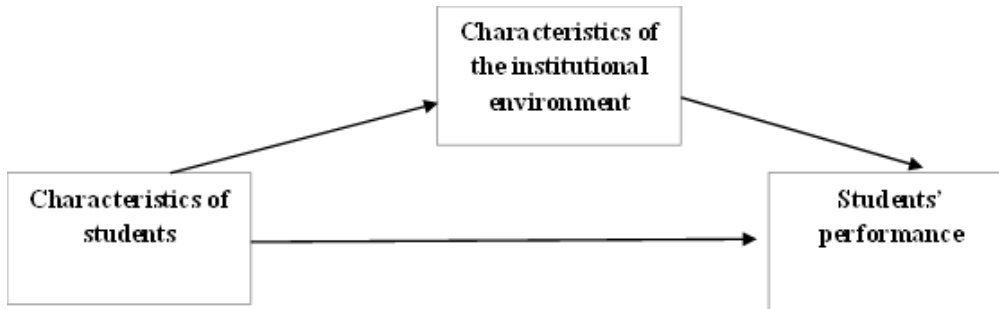 Characteristics of
the institutional
environment
Characteristics of
students
Students’
performance